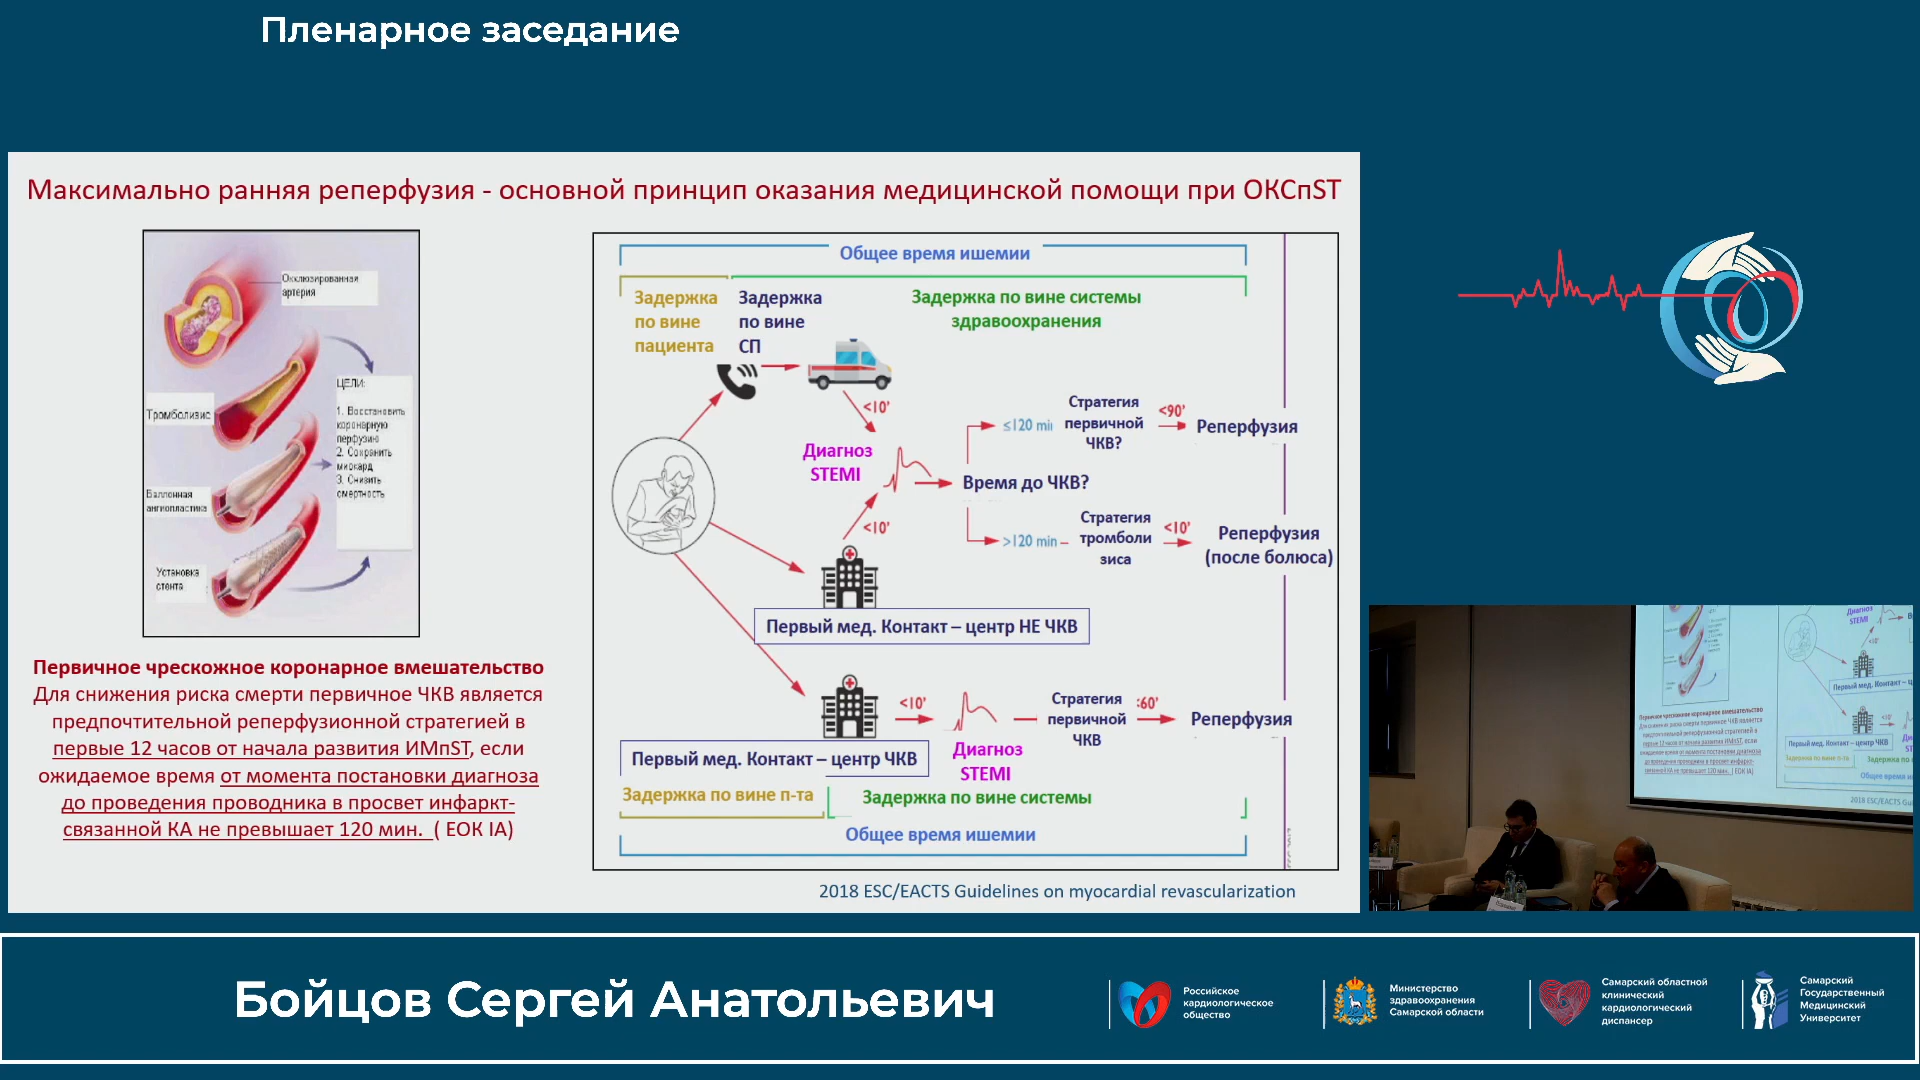 Пленарное заседание
Максимально ранняя реперфузия - основной принцип оказания медицинской помощи при ОКСпST
Окклюзированная
артерия
Тромболизис
Баллонная
ангиопластика
Установка
стента
ЦЕЛИ:
1. Восстановить
коронарную
перфузию
2. Сохранить
миокард
3. Снизить
смертность
Первичное чрескожное коронарное вмешательство
Для снижения риска смерти первичное ЧКВ является
предпочтительной реперфузионной стратегией в
первые 12 часов от начала развития ИМпST, если
ожидаемое время от момента постановки диагноза
до проведения проводника в просвет инфаркт-
связанной КА не превышает 120 мин. ( ЕОК IA)
Общее время ишемии
Задержка
по вине
пациента
Задержка
по вине
СП
Задержка по вине системы
здравоохранения
<10'
Диагноз
STEMI
<10'
Время до ЧКВ?
≤120 min
Стратегия
первичной
ЧКВ?
<90'
Реперфузия
>120 min
Стратегия
тромболи
зиса
<10'
Реперфузия
(после болюса)
Первый мед. Контакт – центр НЕ ЧКВ
<10'
Диагноз
STEMI
Стратегия
первичной
ЧКВ
:60'
Реперфузия
Первый мед. Контакт – центр ЧКВ
Задержка по вине п-та
Задержка по вине системы
Общее время ишемии
2018 ESC/EACTS Guidelines on myocardial revascularization
Бойцов Сергей Анатольевич
Российское
кардиологическое
общество
Министерство
здравоохранения
Самарской области
Самарский областной
клинический
кардиологический
диспансер
Самарский
Государственный
Медицинский
Университет